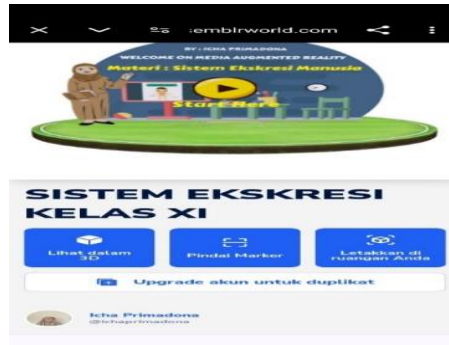 :emblrworld.com
BY : ICHA PRIMADONA
WELCOME ON MEDIA AUGMENTED REALITY
Materi : Sistem Ekskresi Manusia
Start Here
SISTEM EKSKRESI
KELAS XI
Lihat dalam
3D
Pindai Marker
Letakkan di
ruangan Anda
Upgrade akun untuk duplikat
Icha Primadona
@ichaprimadona